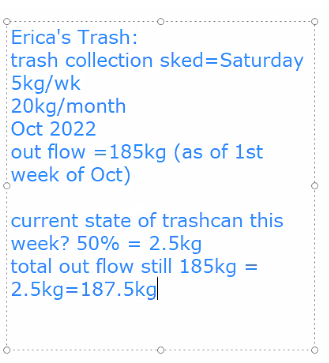 Erica's Trash:
trash collection sked=Saturday
5kg/wk
20kg/month
Oct 2022
out flow =185kg (as of 1st
week of Oct)
current state of trashcan this
week? 50% = 2.5kg
total out flow still 185kg =
2.5kg=187.5kg